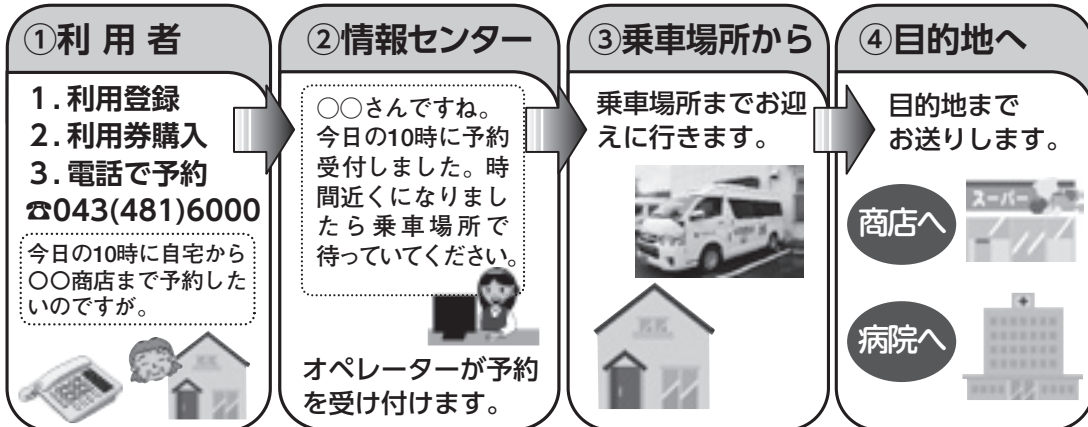 ①利用者
1.利用登録
2.利用券購入
3.電話で予約
☎043(481)6000
今日の10時に自宅から
〇〇商店まで予約した
いのですが。
②情報センター
〇〇さんですね。
今日の10時に予約
受付しました。時
間近くになりまし
たら乗車場所で
待っていてください。
オペレーターが予約
を受け付けます。
③乗車場所から
乗車場所までお迎
えに行きます。
④目的地へ
目的地まで
お送りします。
商店へ
スーパー
病院へ